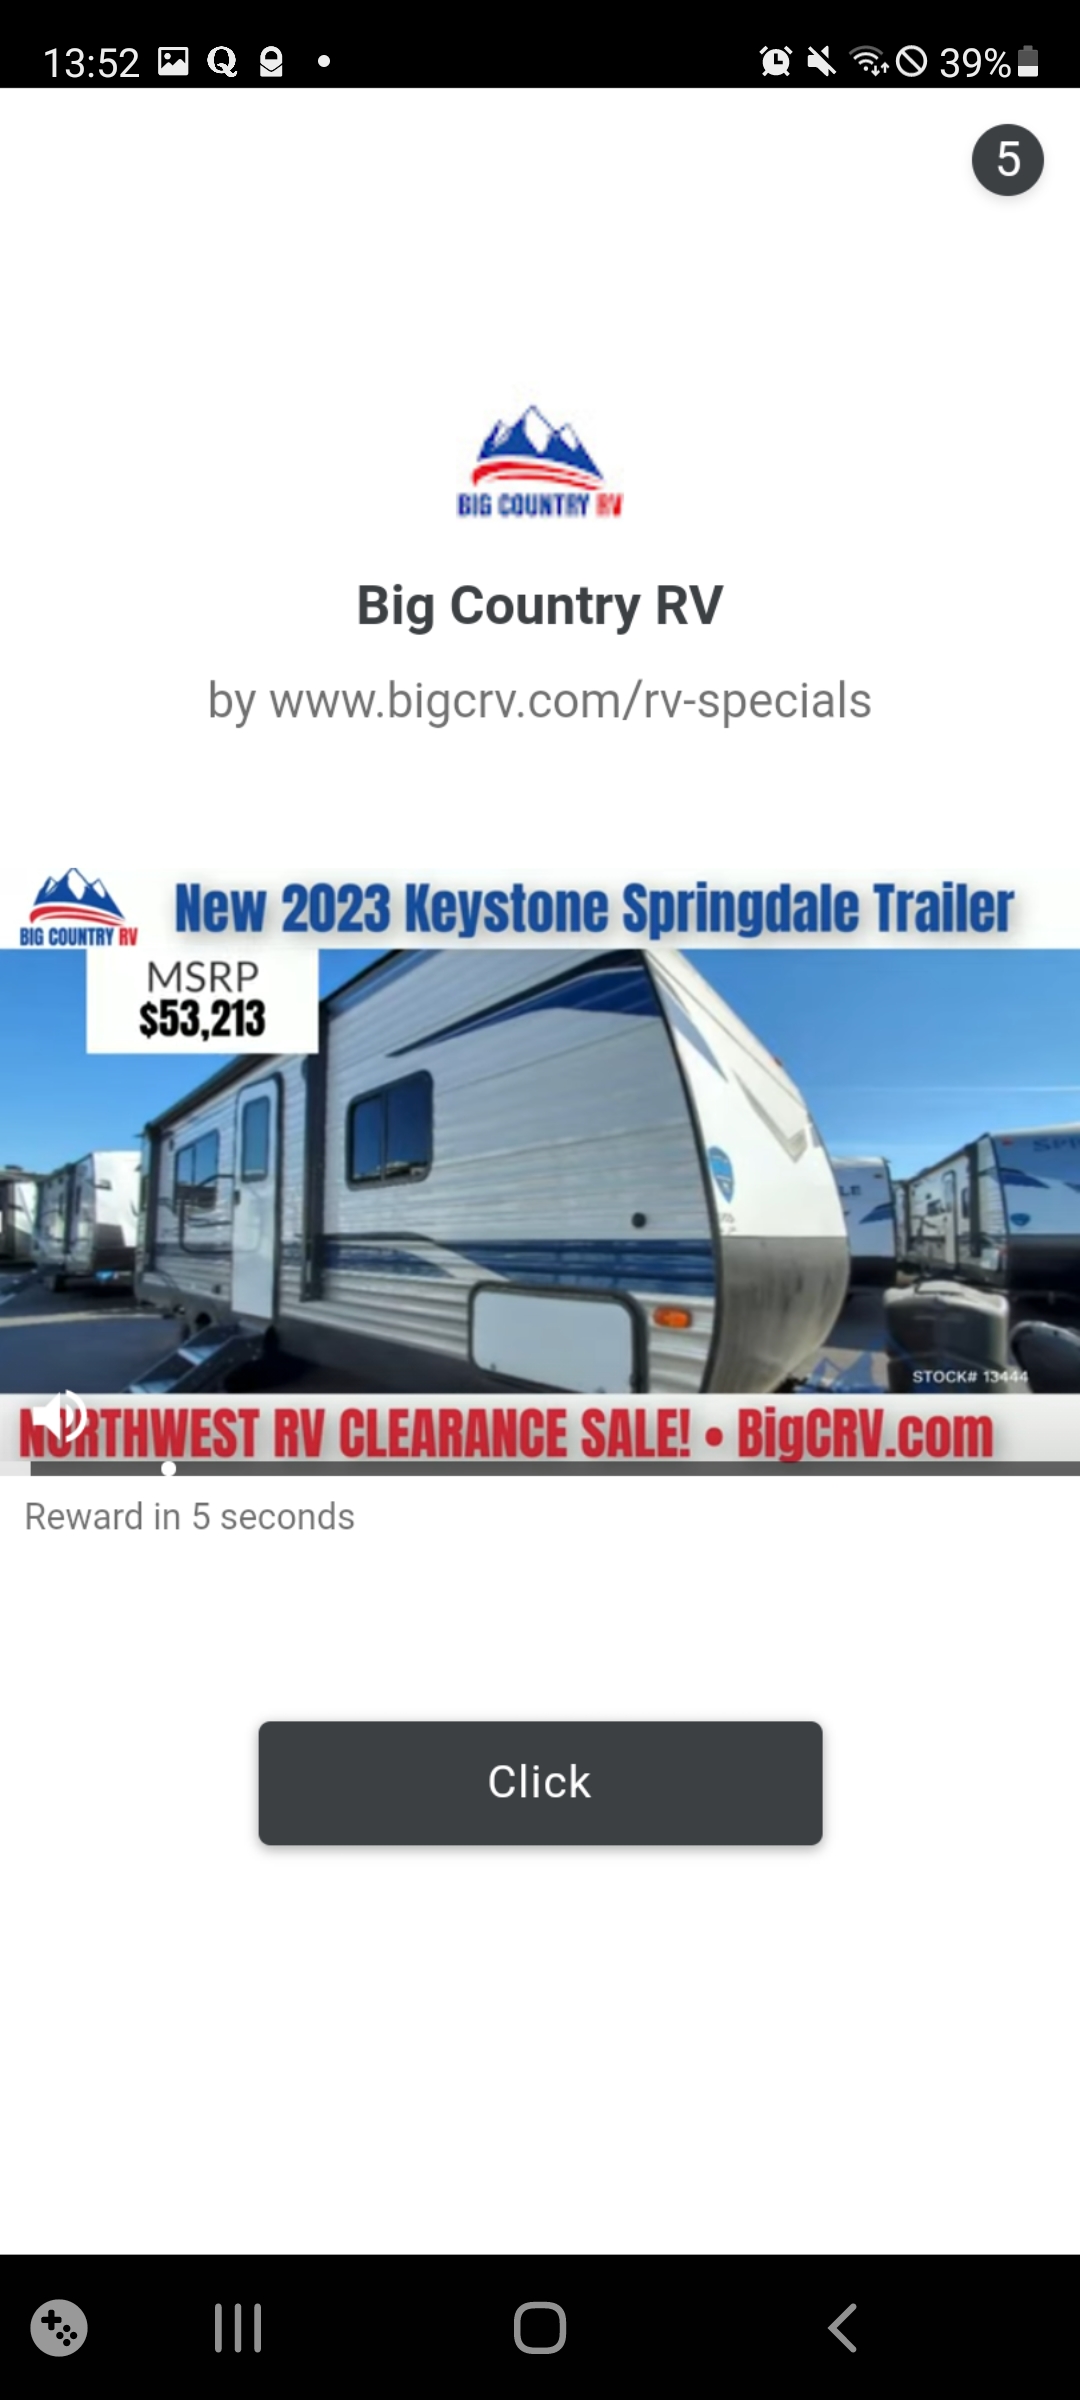 13:52 Q 39%
5
BIG COUNTRY RV
Big Country RV
by www.bigcrv.com/rv-specials
BIG COUNTRY RV
New 2023 Keystone Springdale Trailer
MSRP
$53,213
STOCK# 13444
NORTHWEST RV CLEARANCE SALE! • BigCRV.com
Reward in 5 seconds
Click